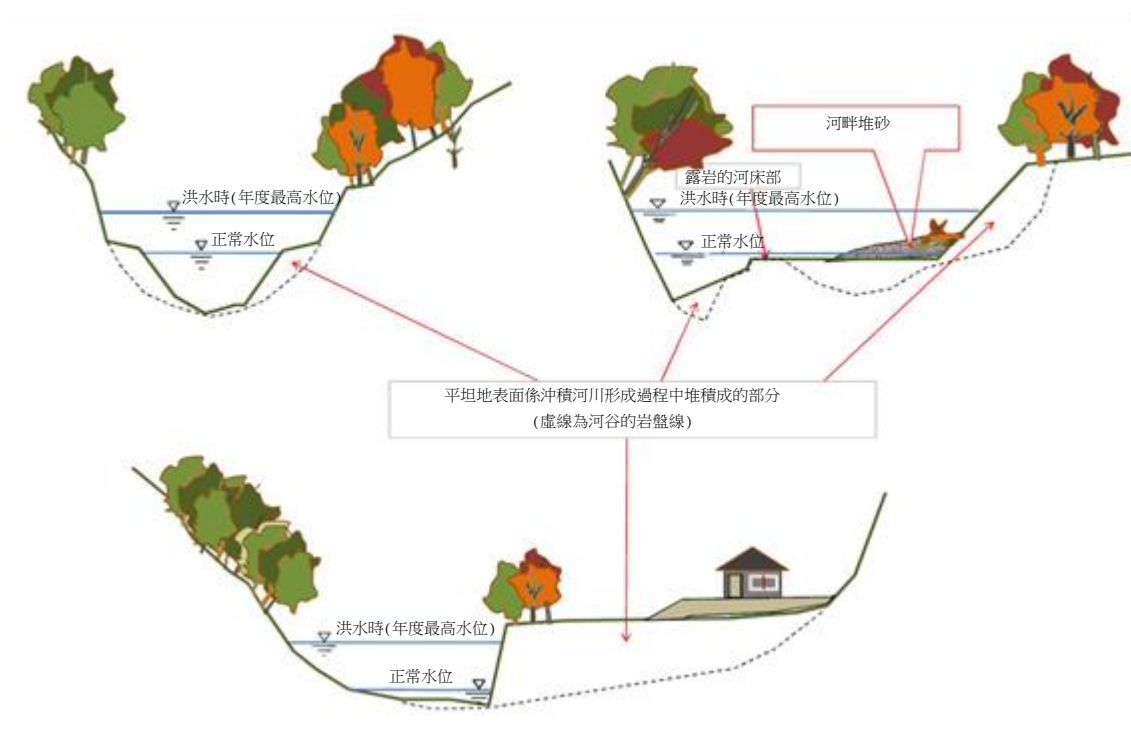 洪水時(年度最高水位)
正常水位
河畔堆砂
露岩的河床部
洪水時(年度最高水位)
正常水位
平坦地表面係沖積河川形成過程中堆積成的部分
(虛線為河谷的岩盤線)
洪水時(年度最高水位)
正常水位